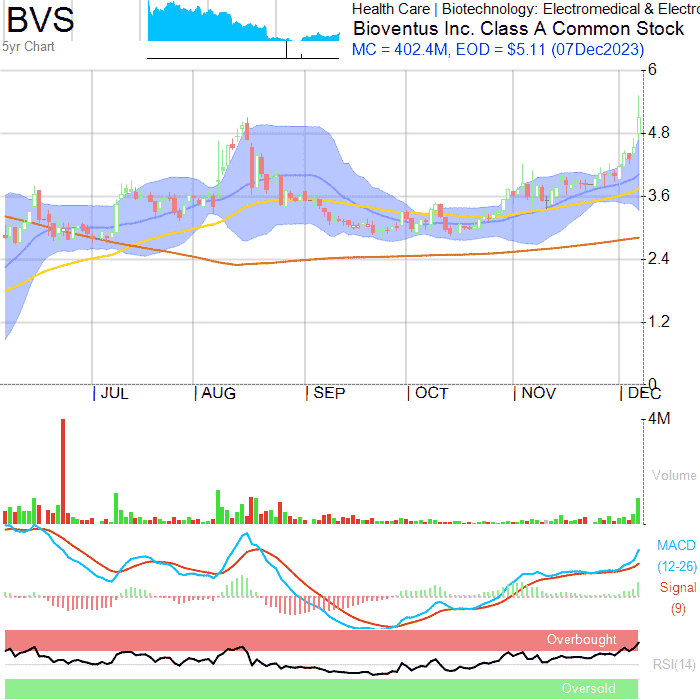 BVS
5yr Chart
Health Care | Biotechnology: Electromedical & Electro
Bioventus Inc. Class A Common Stock
MC = 402.4M, EOD = $5.11 (07Dec2023)
6
4.8
3.6
2.4
1.2
0
JUL AUG SEP OCT NOV DEC
4M
Volume
MACD
(12-26)
Signal
(9)
Overbought
RSI(14)
Oversold